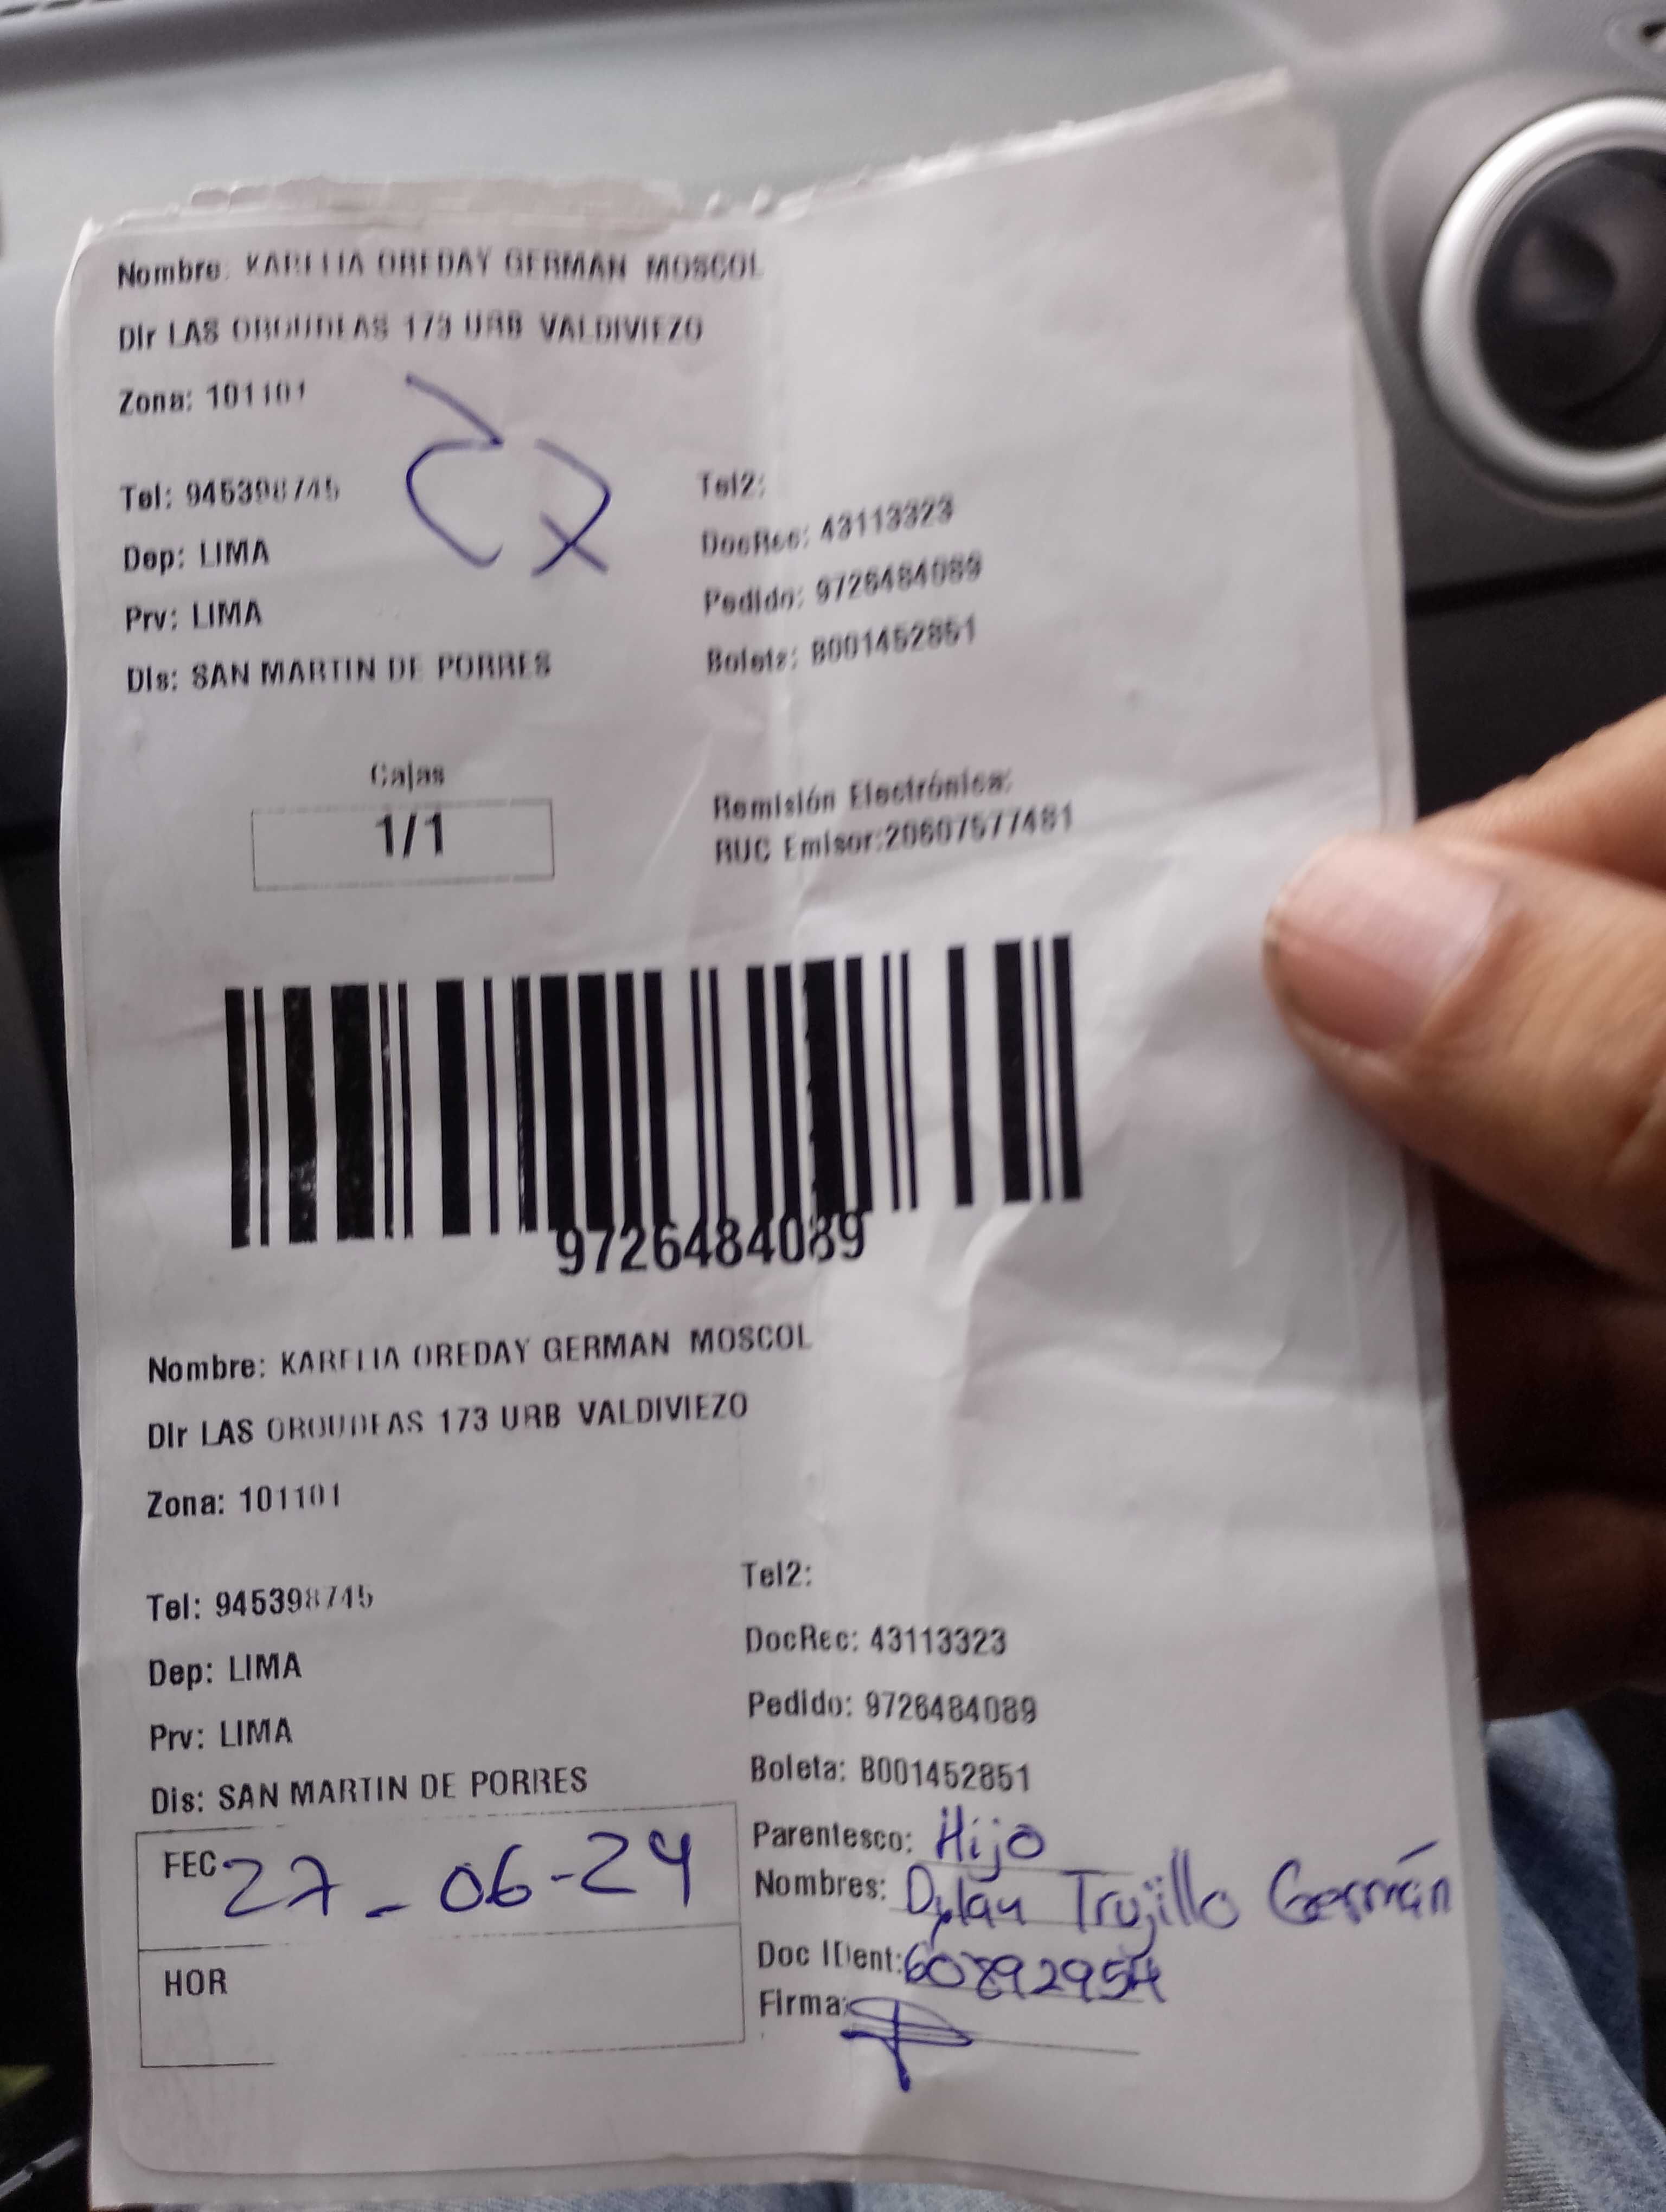 Nombre: KARELIA OREDAY GERMAN MOSCOL
Dir LAS ORQUDEAS 173 URB VALDIVIEZO
Zona: 101101
Tel: 945398745
Tel2:
Dep: LIMA
DocRec: 43113323
Prv: LIMA
Pedido: 9726484089
Dis: SAN MARTIN DE PORRES
Boleta: B001452851
Cajas
1/1
Remisión Electrónica:
RUC Emisor:20607577481
9726484089
Nombre: KARELIA OREDAY GERMAN MOSCOL
Dir LAS ORQUDEAS 173 URB VALDIVIEZO
Zona: 101101
Tel: 945398745
Tel2:
Dep: LIMA
DocRec: 43113323
Prv: LIMA
Pedido: 9726484089
Dis: SAN MARTIN DE PORRES
Boleta: B001452851
FEC 27-06-24
Parentesco: Hijo
Nombres: Dylan Trujillo Germán
HOR
Doc IDent: 60892954
Firma: